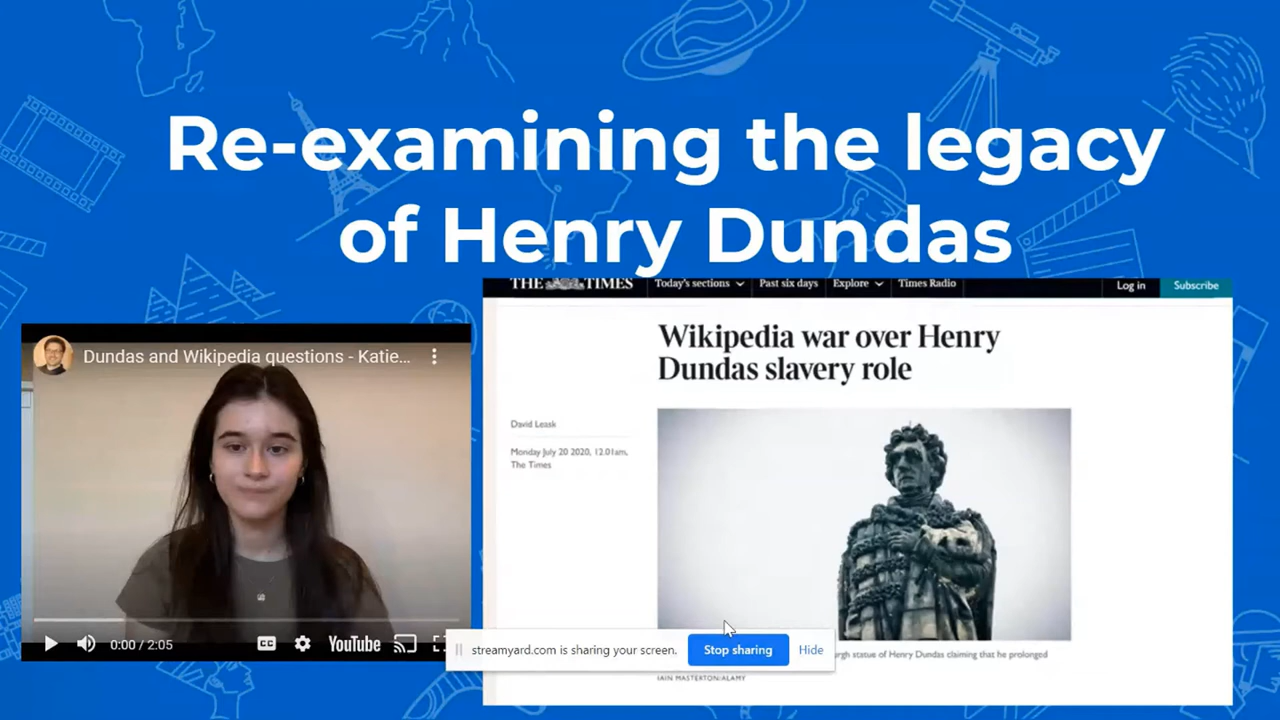 Re-examining the legacy
of Henry Dundas
THE TIMES
Today's sections
Past six days
Explore
Times Radio
Log in
Subscribe
Wikipedia war over Henry
Dundas slavery role
David Leask
Monday July 20 2020, 12.01am,
The Times
Dundas and Wikipedia questions - Katie...
0:00 / 2:05
CC
YouTube
streamyard.com is sharing your screen.
Stop sharing
Hide
statue of Henry Dundas claiming that he prolonged
IAIN MASTERTON/ALAMY